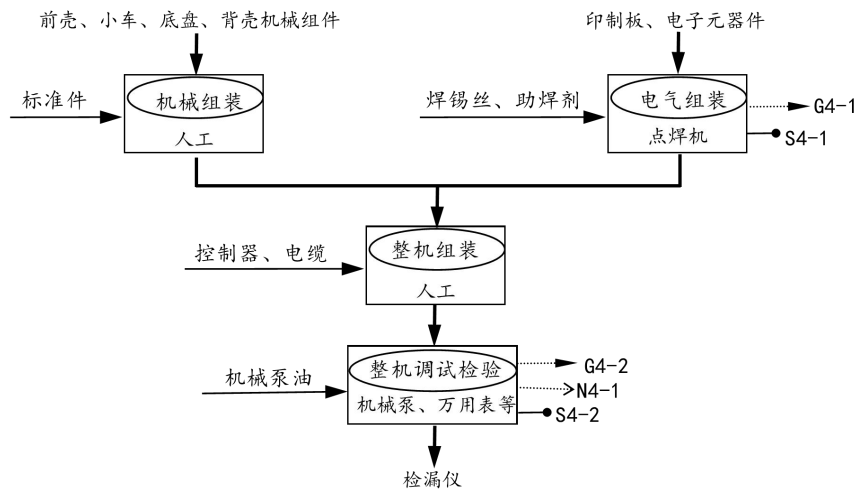 前壳、小车、底盘、背壳机械组件
印制板、电子元器件
标准件
机械组装
人工
焊锡丝、助焊剂
电气组装
点焊机
G4-1
S4-1
控制器、电缆
整机组装
人工
机械泵油
整机调试检验
机械泵、万用表等
G4-2
N4-1
S4-2
检漏仪